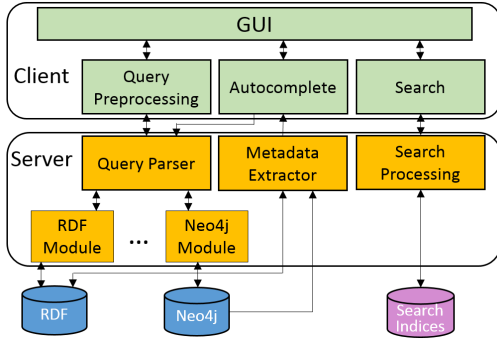 GUI
Client
Query
Preprocessing
Autocomplete
Search
Server
Query Parser
Metadata
Extractor
Search
Processing
RDF
Module
...
Neo4j
Module
RDF
Neo4j
Search
Indices